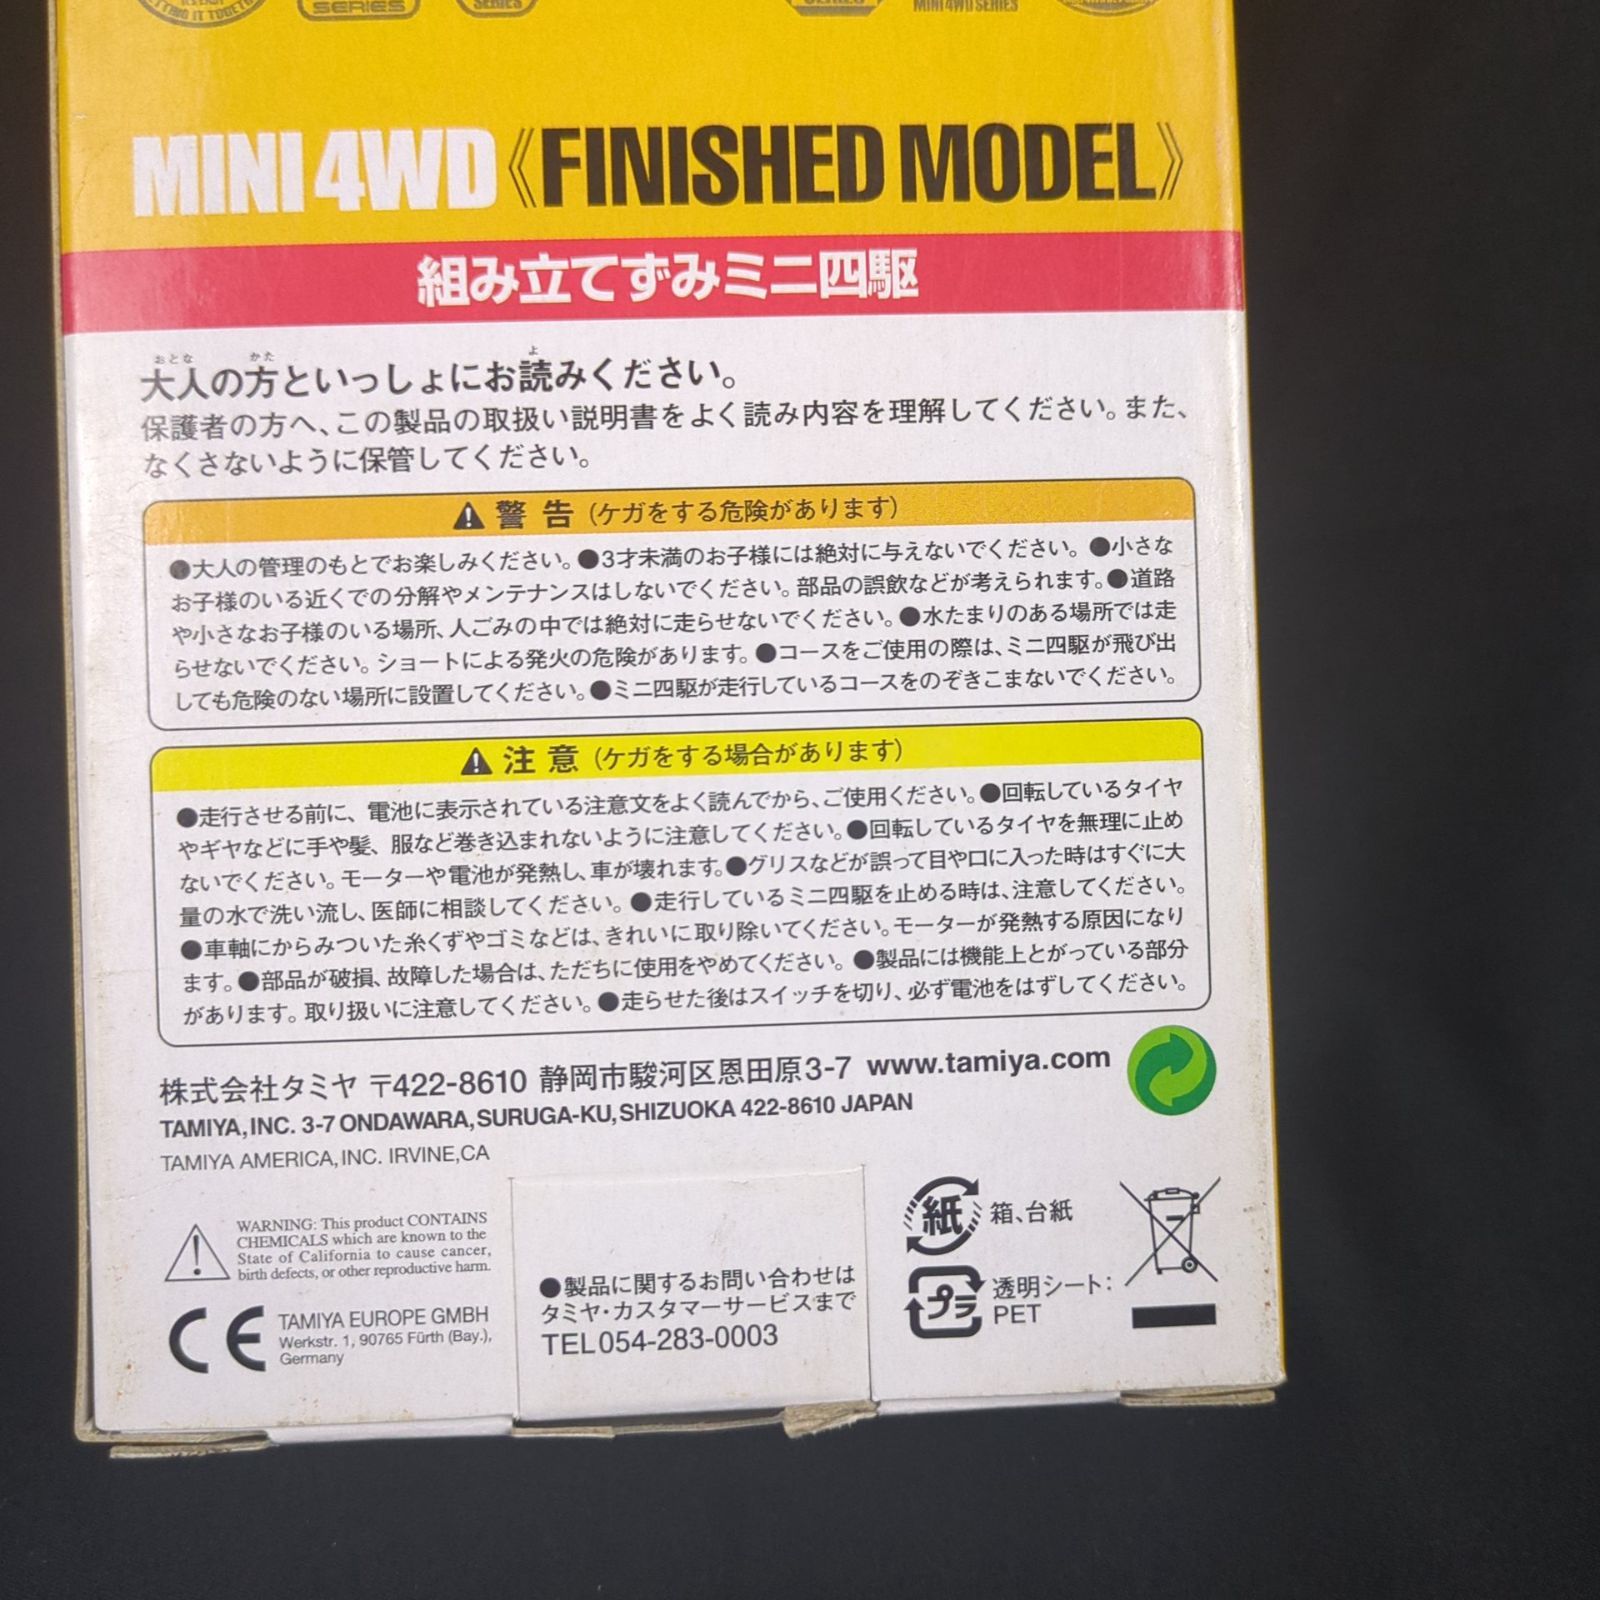 SERIES
SERIES
MINI 4WD SERIES
MINI 4WD《FINISHED MODEL》
組み立てずみミニ四駆
おとな かた よ
大人の方といっしょにお読みください。
保護者の方へ、この製品の取扱い説明書をよく読み内容を理解してください。また、
なくさないように保管してください。
警告 (ケガをする危険があります)
●大人の管理のもとでお楽しみください。●3才未満のお子様には絶対に与えないでください。●小さな
お子様のいる近くでの分解やメンテナンスはしないでください。部品の誤飲などが考えられます。●道路
や小さなお子様のいる場所、人ごみの中では絶対に走らせないでください。●水たまりのある場所では走
らせないでください。ショートによる発火の危険があります。●コースをご使用の際は、ミニ四駆が飛び出
しても危険のない場所に設置してください。●ミニ四駆が走行しているコースをのぞきこまないでください。
注意 (ケガをする場合があります)
●走行させる前に、電池に表示されている注意文をよく読んでから、ご使用ください。●回転しているタイヤ
やギヤなどに手や髪、服など巻き込まれないように注意してください。●回転しているタイヤを無理に止め
ないでください。モーターや電池が発熱し、車が壊れます。●グリスなどが誤って目や口に入った時はすぐに大
量の水で洗い流し、医師に相談してください。●走行しているミニ四駆を止める時は、注意してください。
●車軸にからみついた糸くずやゴミなどは、きれいに取り除いてください。モーターが発熱する原因になり
ます。●部品が破損、故障した場合は、ただちに使用をやめてください。●製品には機能上とがっている部分
があります。取り扱いに注意してください。●走らせた後はスイッチを切り、必ず電池をはずしてください。
株式会社タミヤ 〒422-8610 静岡市駿河区恩田原3-7 www.tamiya.com
TAMIYA,INC. 3-7 ONDAWARA,SURUGA-KU,SHIZUOKA 422-8610 JAPAN
TAMIYA AMERICA,INC. IRVINE,CA
WARNING: This product CONTAINS
CHEMICALS which are known to the
State of California to cause cancer,
birth defects, or other reproductive harm.
CE TAMIYA EUROPE GMBH
Werkstr. 1, 90765 Fürth (Bay.),
Germany
●製品に関するお問い合わせは
タミヤ・カスタマーサービスまで
TEL054-283-0003
紙 箱、台紙
プラ 透明シート:
PET